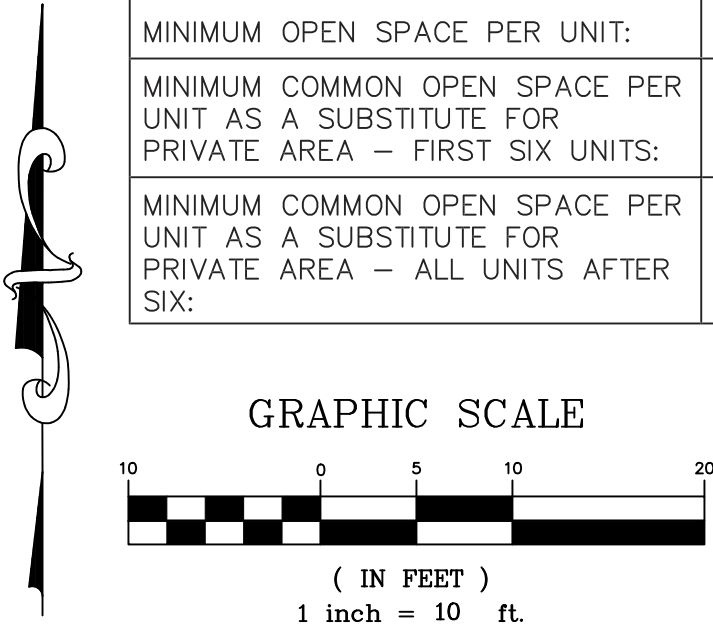 MINIMUM OPEN SPACE PER UNIT:
MINIMUM COMMON OPEN SPACE PER
UNIT AS A SUBSTITUTE FOR
PRIVATE AREA – FIRST SIX UNITS:
MINIMUM COMMON OPEN SPACE PER
UNIT AS A SUBSTITUTE FOR
PRIVATE AREA – ALL UNITS AFTER
SIX:
GRAPHIC SCALE
10 0 5 10 20
( IN FEET )
1 inch = 10 ft.